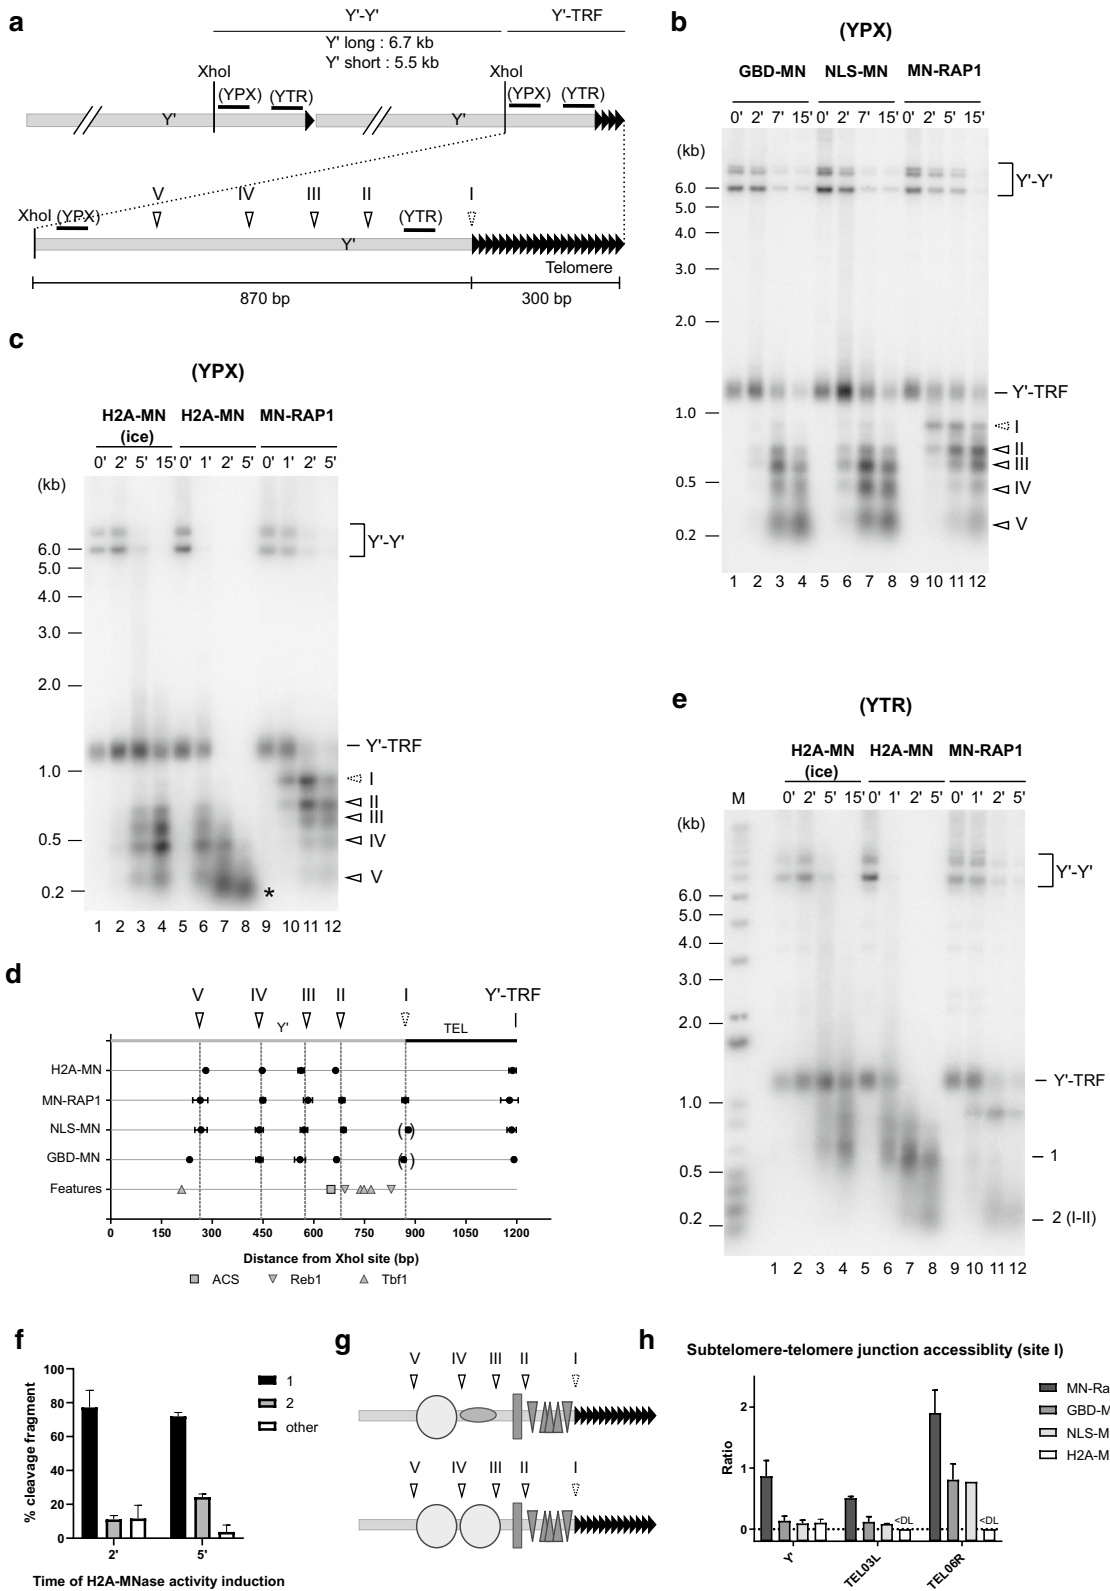 a
Y'-Y'
Y'-TRF
Y' long : 6.7 kb
Y' short : 5.5 kb
XhoI
XhoI
(YPX)
(YTR)
(YPX)
(YTR)
Y'
Y'
V
IV
III
II
I
XhoI
(YPX)
(YTR)
Y'
Telomere
870 bp
300 bp
b
(YPX)
GBD-MN
NLS-MN
MN-RAP1
0' 2' 7' 15' 0' 2' 7' 15' 0' 2' 5' 15'
(kb)
6.0
5.0
4.0
3.0
2.0
1.0
0.5
0.2
Y'-Y'
Y'-TRF
I
II
III
IV
V
1 2 3 4 5 6 7 8 9 10 11 12
c
(YPX)
H2A-MN (ice)
H2A-MN
MN-RAP1
0' 2' 5' 15' 0' 1' 2' 5' 0' 1' 2' 5'
(kb)
6.0
5.0
4.0
3.0
2.0
1.0
0.5
0.2
Y'-Y'
Y'-TRF
I
II
III
IV
V
*
1 2 3 4 5 6 7 8 9 10 11 12
d
V
IV
III
II
I
Y'-TRF
Y'
TEL
H2A-MN
MN-RAP1
NLS-MN
( )
GBD-MN
( )
Features
0 150 300 450 600 750 900 1050 1200
Distance from XhoI site (bp)
ACS
Reb1
Tbf1
e
(YTR)
H2A-MN (ice)
H2A-MN
MN-RAP1
M
0' 2' 5' 15' 0' 1' 2' 5' 0' 1' 2' 5'
(kb)
6.0
5.0
4.0
3.0
2.0
1.0
0.5
0.2
Y'-Y'
Y'-TRF
1
2 (I-II)
1 2 3 4 5 6 7 8 9 10 11 12
f
% cleavage fragment
100
80
60
40
20
0
2'
5'
1
2
other
Time of H2A-MNase activity induction
g
V
IV
III
II
I
V
IV
III
II
I
h
Subtelomere-telomere junction accessiblity (site I)
Ratio
2
1
0
<DL
<DL
Y'
TEL03L
TEL06R
MN-Ra
GBD-M
NLS-M
H2A-M